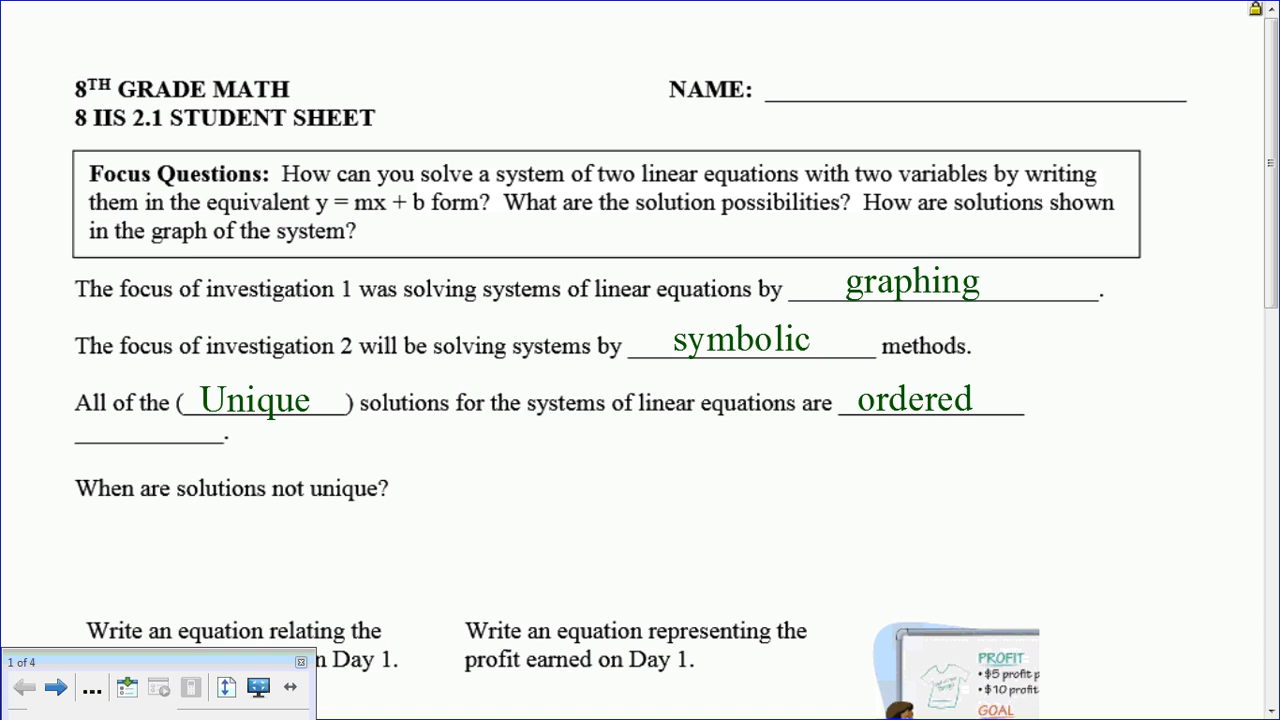 8TH GRADE MATH NAME: ____
8 IIS 2.1 STUDENT SHEET
Focus Questions: How can you solve a system of two linear equations with two variables by writing
them in the equivalent y = mx + b form? What are the solution possibilities? How are solutions shown
in the graph of the system?
The focus of investigation 1 was solving systems of linear equations by graphing.
The focus of investigation 2 will be solving systems by symbolic methods.
All of the (Unique) solutions for the systems of linear equations are ordered
____.
When are solutions not unique?
Write an equation relating the
n Day 1.
Write an equation representing the
profit earned on Day 1.
PROFIT
• $5 profit p
• $10 profit
GOAL
1 of 4